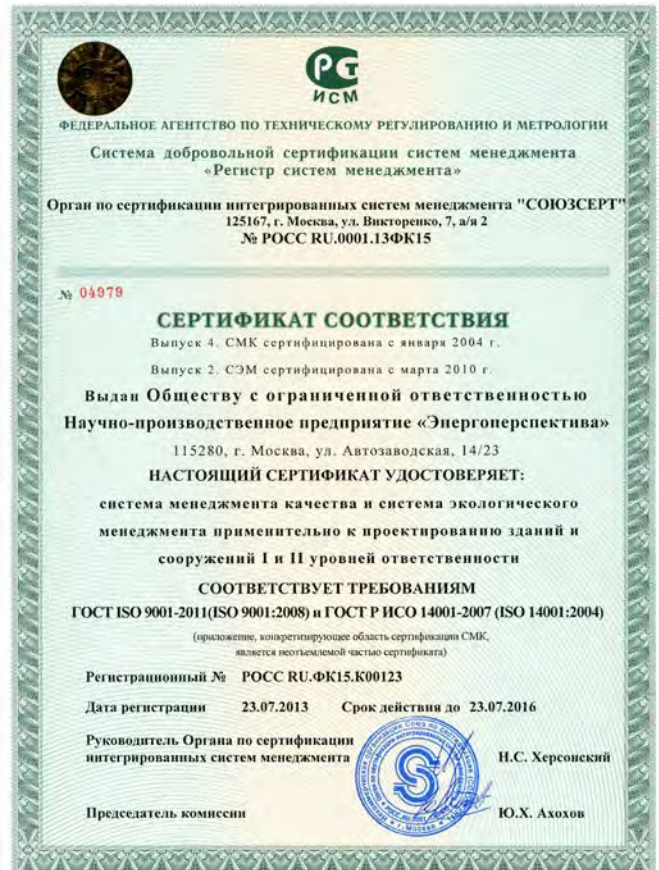 РСТ
ИСМ
ФЕДЕРАЛЬНОЕ АГЕНТСТВО ПО ТЕХНИЧЕСКОМУ РЕГУЛИРОВАНИЮ И МЕТРОЛОГИИ
Система добровольной сертификации систем менеджмента
«Регистр систем менеджмента»
Орган по сертификации интегрированных систем менеджмента "СОЮЗСЕРТ"
125167, г. Москва, ул. Викторенко, 7, а/я 2
№ РОСС RU.0001.13ФК15
№ 04979
СЕРТИФИКАТ СООТВЕТСТВИЯ
Выпуск 4. СМК сертифицирована с января 2004 г.
Выпуск 2. СЭМ сертифицирована с марта 2010 г.
Выдан Обществу с ограниченной ответственностью
Научно-производственное предприятие «Энергоперспектива»
115280, г. Москва, ул. Автозаводская, 14/23
НАСТОЯЩИЙ СЕРТИФИКАТ УДОСТОВЕРЯЕТ:
система менеджмента качества и система экологического
менеджмента применительно к проектированию зданий и
сооружений I и II уровней ответственности
СООТВЕТСТВУЕТ ТРЕБОВАНИЯМ
ГОСТ ISO 9001-2011(ISO 9001:2008) и ГОСТ Р ИСО 14001-2007 (ISO 14001:2004)
(приложение, конкретизирующее область сертификации СМК,
является неотъемлемой частью сертификата)
Регистрационный № РОСС RU.ФК15.К00123
Дата регистрации 23.07.2013 Срок действия до 23.07.2016
Руководитель Органа по сертификации
интегрированных систем менеджмента Н.С. Херсонский
Председатель комиссии Ю.Х. Ахохов